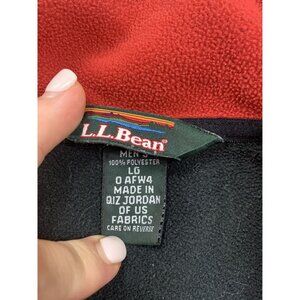 L.L.Bean
MEN'S
100% POLYESTER
LG
0 AFW4
MADE IN
QIZ JORDAN
OF US
FABRICS
CARE ON REVERSE